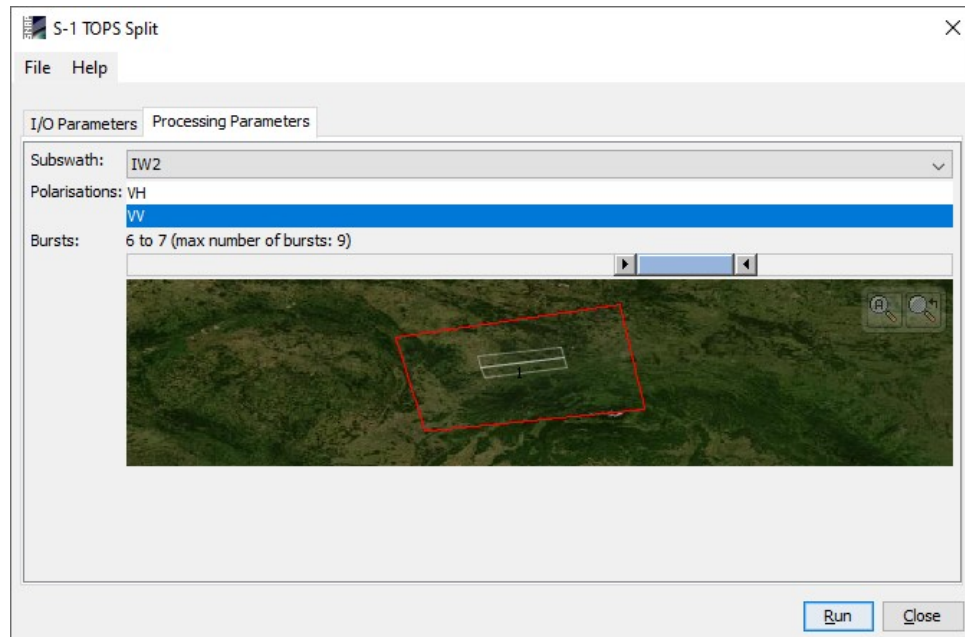 S-1 TOPS Split
File Help
I/O Parameters Processing Parameters
Subswath: IW2
Polarisations: VH
VV
Bursts: 6 to 7 (max number of bursts: 9)
1
Run Close